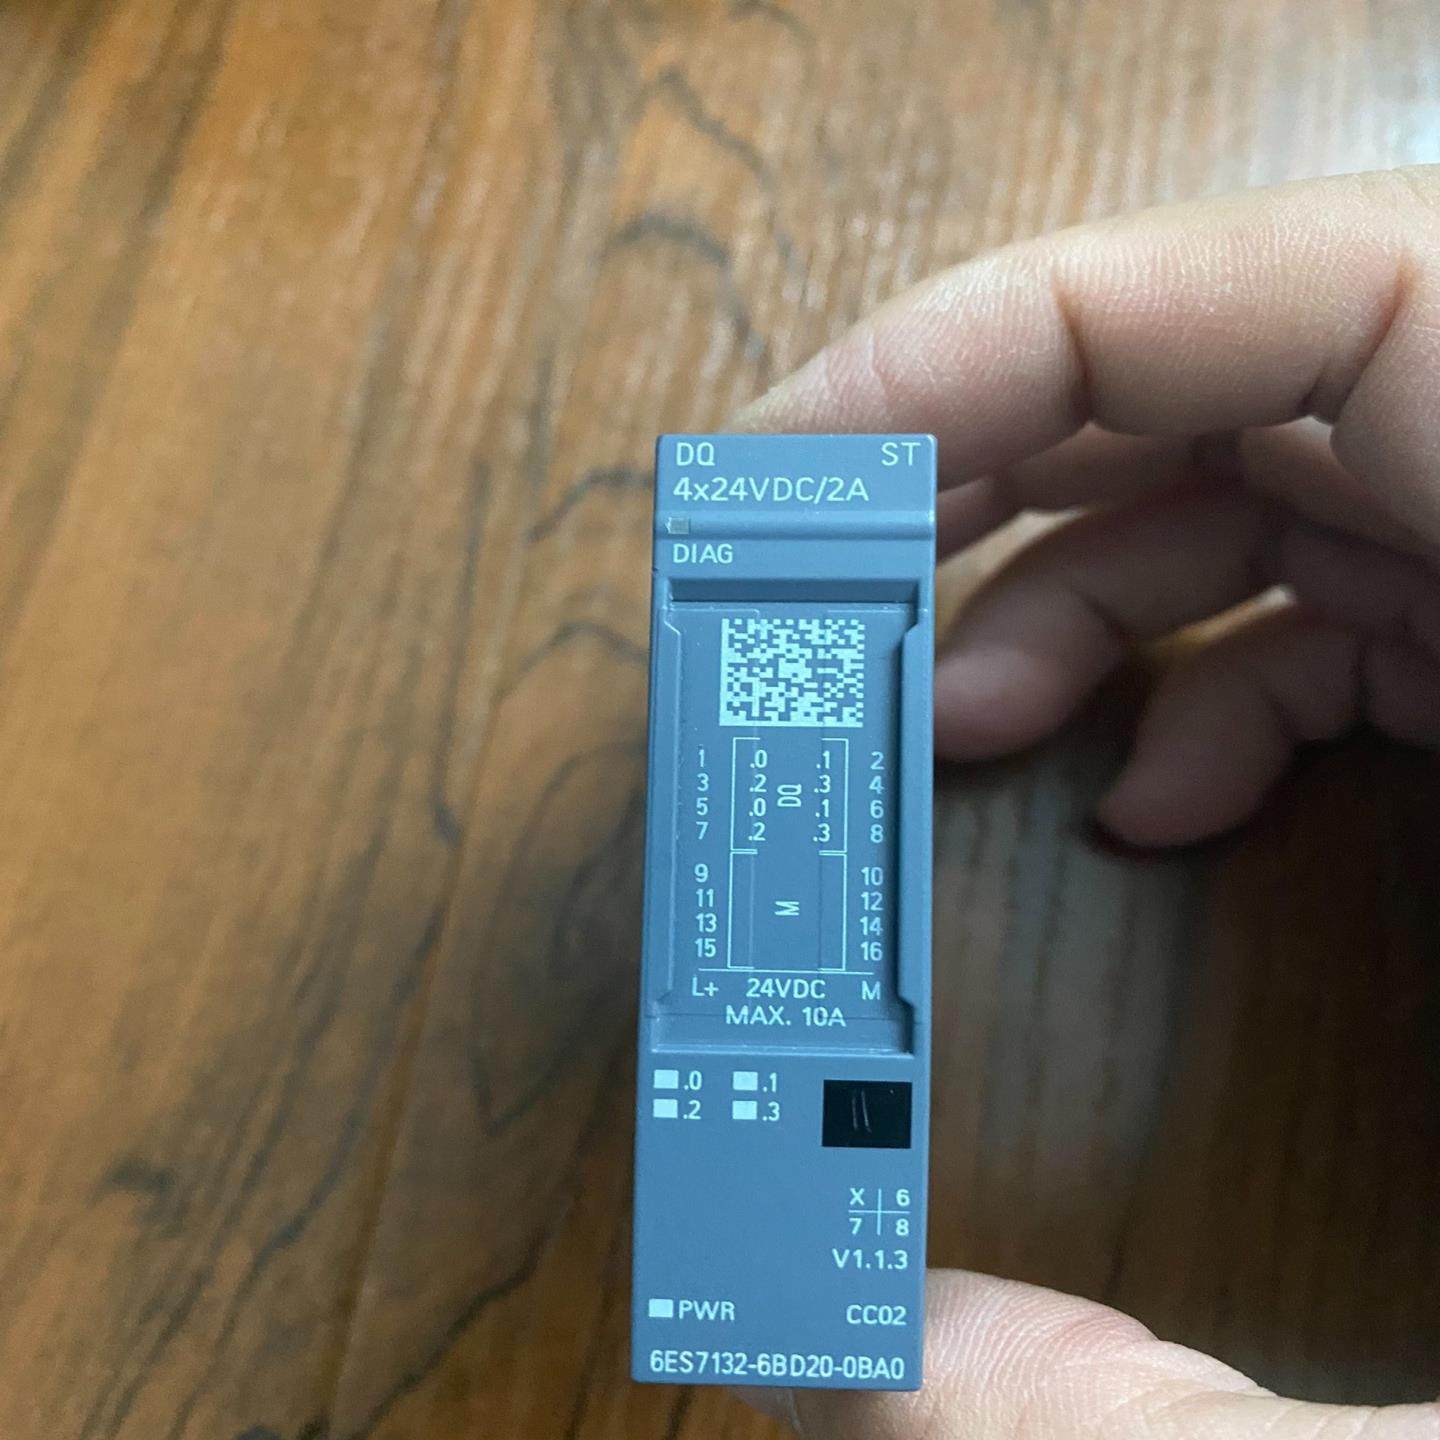 DQ ST
4x24VDC/2A
DIAG
1 .0 .1 2
3 .2 .3 4
5 .0 .1 6
7 .2 .3 8
DQ
9 10
11 12
13 14
15 16
M
L+ 24VDC M
MAX. 10A
.0 .1
.2 .3
X 6
7 8
V1.1.3
PWR CC02
6ES7132-6BD20-0BA0